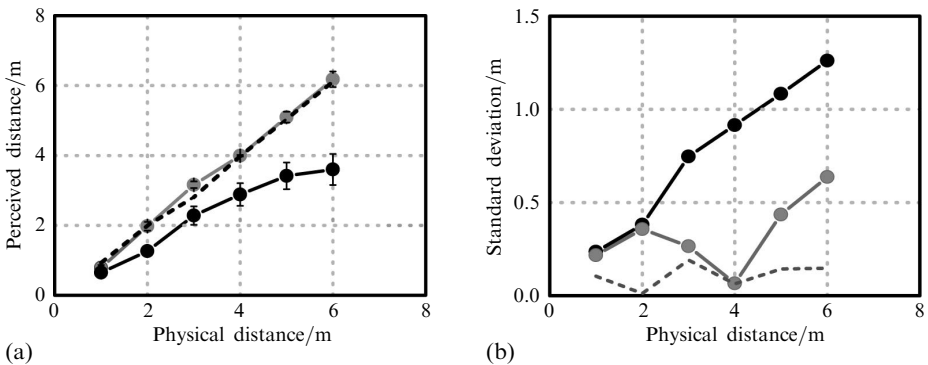 8
6
4
2
0
0 2 4 6 8
Perceived distance/m
Physical distance/m
(a)
1.5
1.0
0.5
0.0
0 2 4 6 8
Standard deviation/m
Physical distance/m
(b)